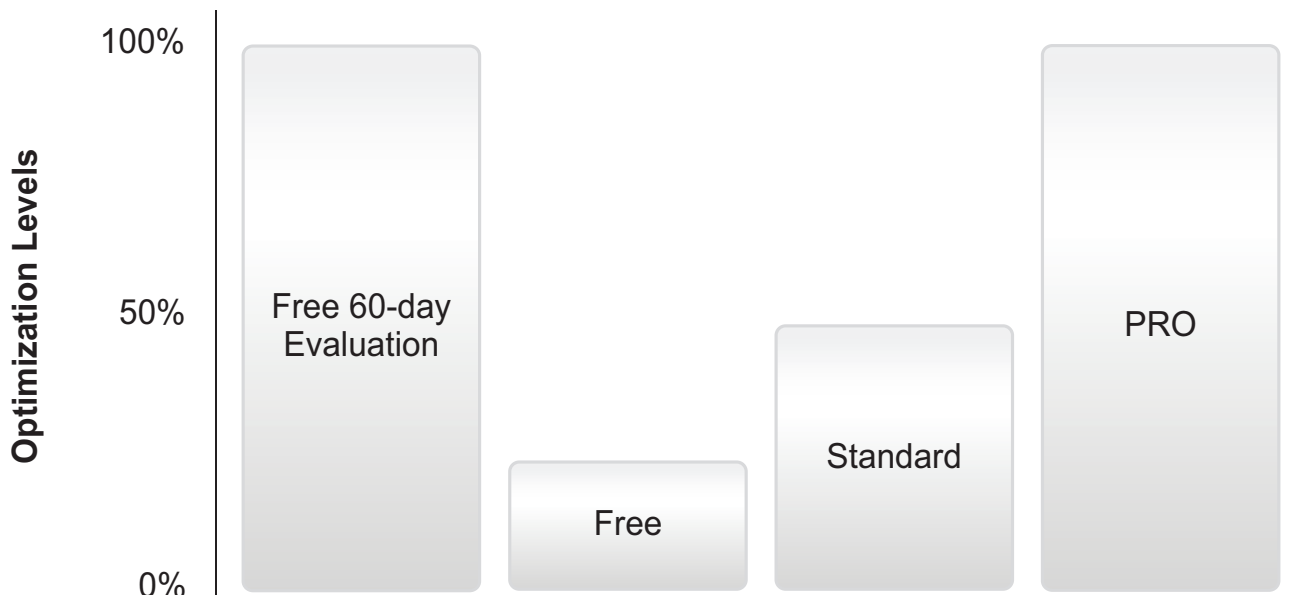 Optimization Levels
100%
50%
0%
Free 60-day
Evaluation
Free
Standard
PRO